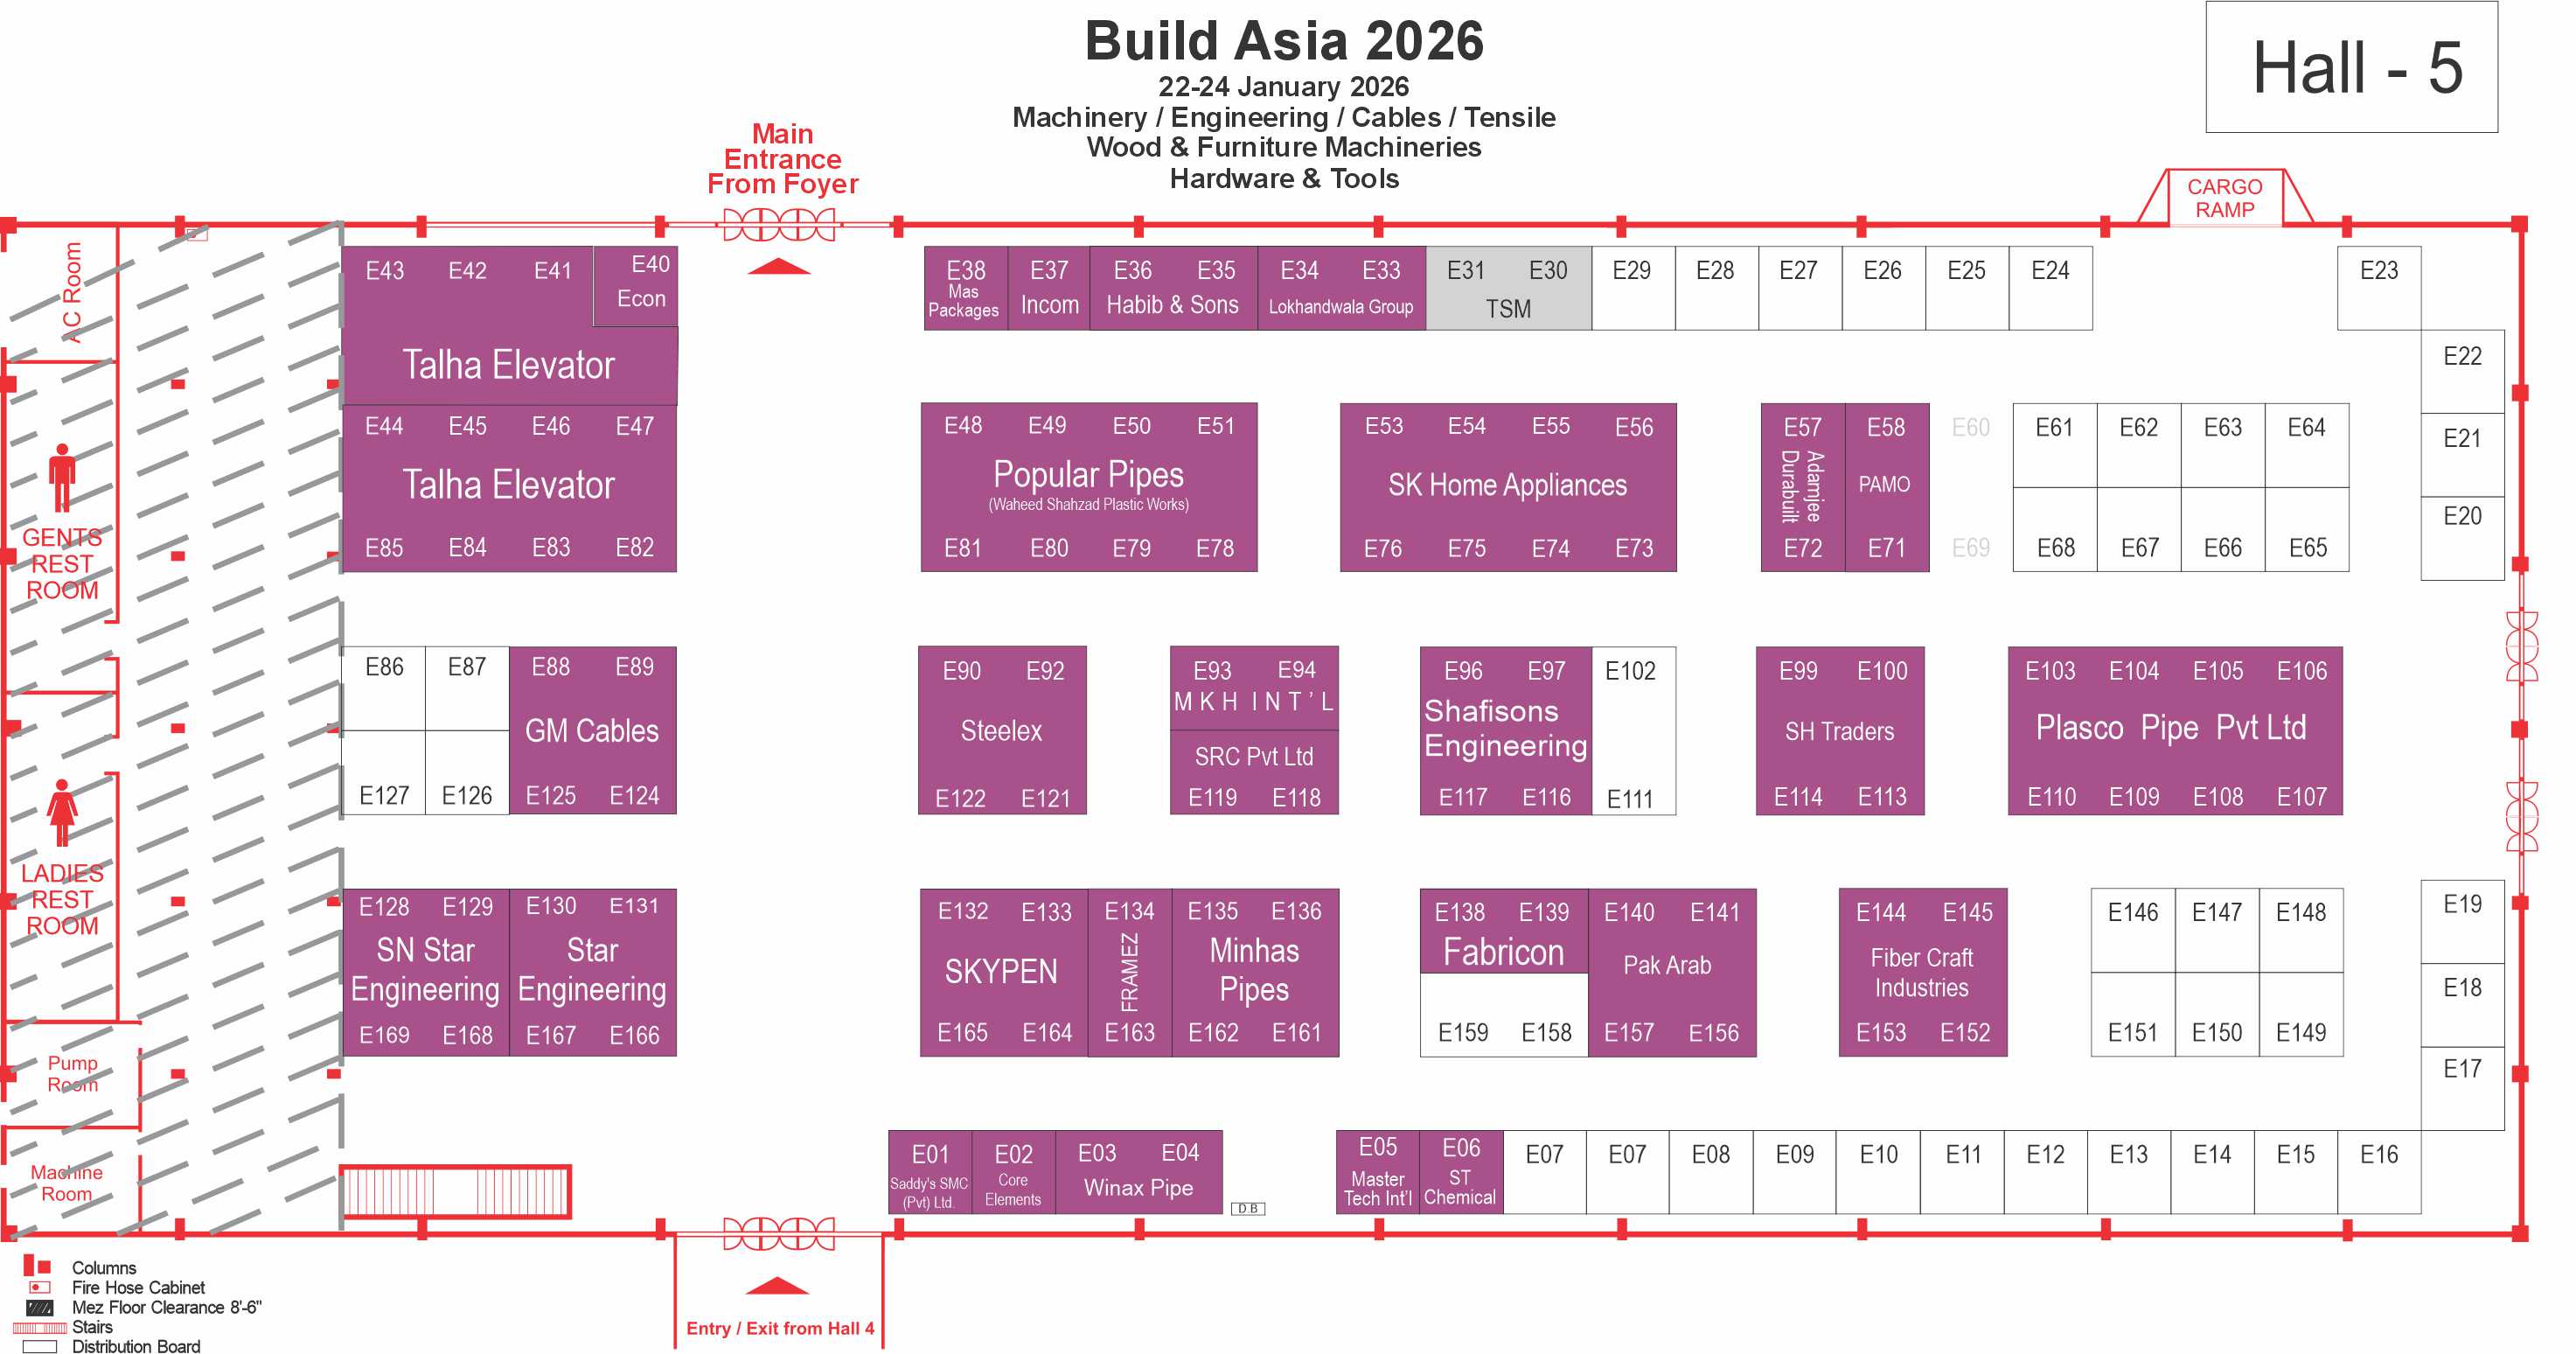 Build Asia 2026
22-24 January 2026
Machinery / Engineering / Cables / Tensile
Wood & Furniture Machineries
Hardware & Tools
Hall - 5
Main
Entrance
From Foyer
CARGO
RAMP
AC Room
E43 E42 E41 E40
Econ
Talha Elevator
E38 E37 E36 E35 E34 E33 E31 E30 E29 E28 E27 E26 E25 E24 E23
Mas
Packages
Incom
Habib & Sons
Lokhandwala Group
TSM
E22
E21
E20
E44 E45 E46 E47
Talha Elevator
E85 E84 E83 E82
E48 E49 E50 E51
Popular Pipes
(Waheed Shahzad Plastic Works)
E81 E80 E79 E78
E53 E54 E55 E56
SK Home Appliances
E76 E75 E74 E73
E57
Adamjee
Durabuilt
E72
E58
PAMO
E71
E60
E69
E61 E62 E63 E64
E68 E67 E66 E65
GENTS
REST
ROOM
E86 E87
E127 E126
E88 E89
GM Cables
E125 E124
E90 E92
Steelex
E122 E121
E93 E94
MKH INT'L
SRC Pvt Ltd
E119 E118
E96 E97
Shafisons
Engineering
E117 E116
E102
E111
E99 E100
SH Traders
E114 E113
E103 E104 E105 E106
Plasco Pipe Pvt Ltd
E110 E109 E108 E107
LADIES
REST
ROOM
E128 E129
SN Star
Engineering
E169 E168
E130 E131
Star
Engineering
E167 E166
E132 E133
SKYPEN
E165 E164
E134
FRAMEZ
E163
E135 E136
Minhas
Pipes
E162 E161
E138 E139
Fabricon
E159 E158
E140 E141
Pak Arab
E157 E156
E144 E145
Fiber Craft
Industries
E153 E152
E146 E147 E148
E151 E150 E149
E19
E18
E17
Pump
Room
Machine
Room
E01
Saddy's SMC
(Pvt) Ltd.
E02
Core
Elements
E03 E04
Winax Pipe
D.B
E05
Master
Tech Int'l
E06
ST
Chemical
E07 E07 E08 E09 E10 E11 E12 E13 E14 E15 E16
Columns
Fire Hose Cabinet
Mez Floor Clearance 8'-6"
Stairs
Distribution Board
Entry / Exit from Hall 4